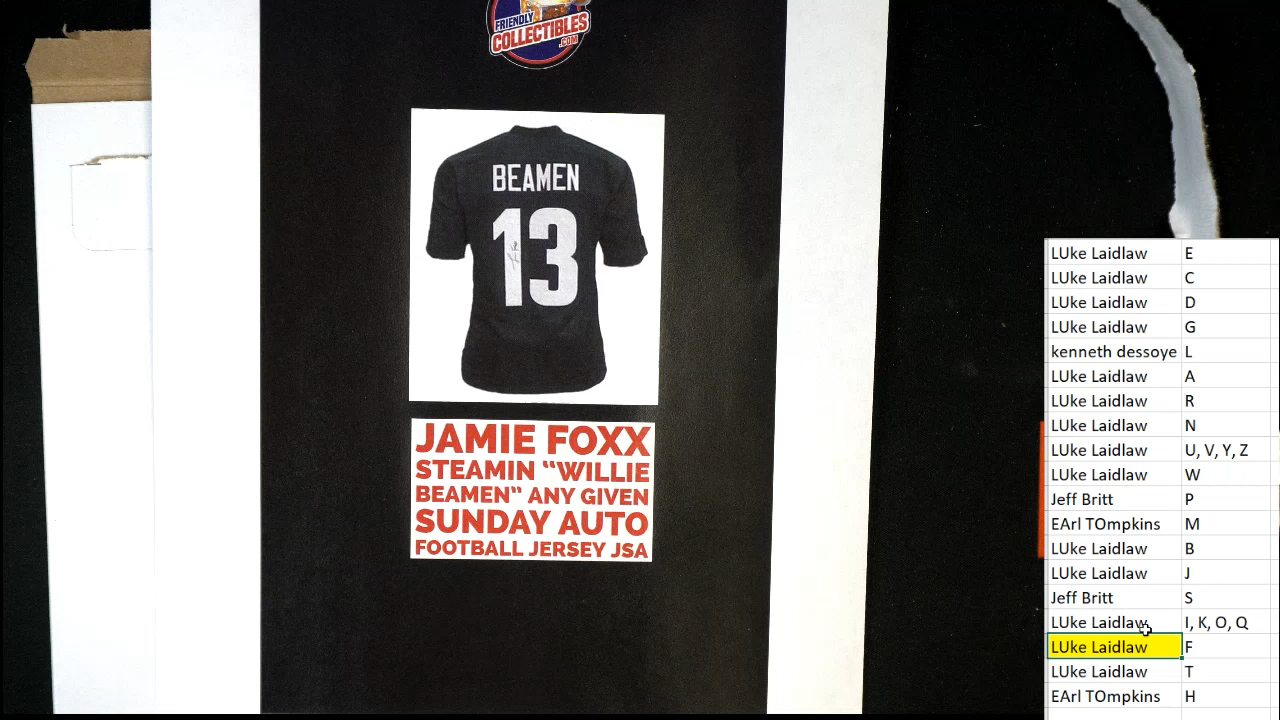 FRIENDLY
COLLECTIBLES
.COM
BEAMEN
13
JAMIE FOXX
STEAMIN “WILLIE
BEAMEN“ ANY GIVEN
SUNDAY AUTO
FOOTBALL JERSEY JSA
LUke Laidlaw E
LUke Laidlaw C
LUke Laidlaw D
LUke Laidlaw G
kenneth dessoye L
LUke Laidlaw A
LUke Laidlaw R
LUke Laidlaw N
LUke Laidlaw U, V, Y, Z
LUke Laidlaw W
Jeff Britt P
EArl TOmpkins M
LUke Laidlaw B
LUke Laidlaw J
Jeff Britt S
LUke Laidlaw I, K, O, Q
LUke Laidlaw F
LUke Laidlaw T
EArl TOmpkins H